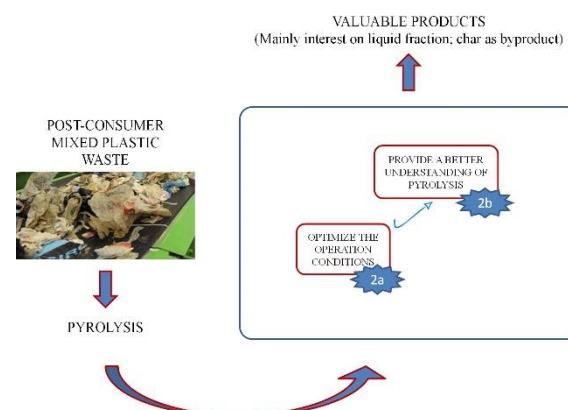 VALUABLE PRODUCTS
(Mainly interest on liquid fraction; char as byproduct)
POST-CONSUMER
MIXED PLASTIC
WASTE
PROVIDE A BETTER
UNDERSTANDING OF
PYROLYSIS
2b
OPTIMIZE THE
OPERATION
CONDITIONS
2a
PYROLYSIS